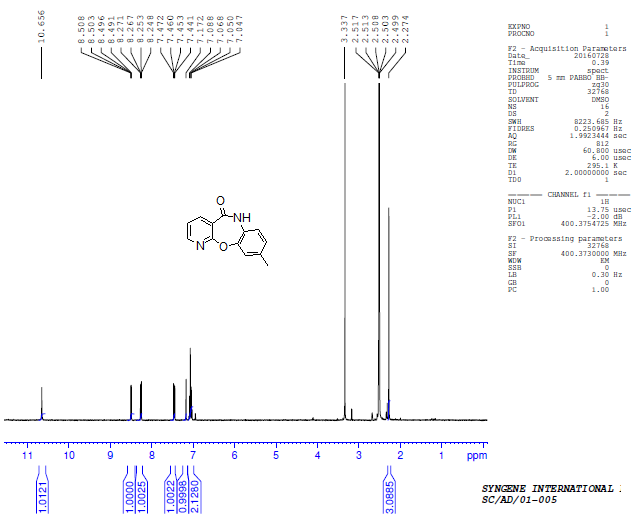 10.656
8.508
8.503
8.496
8.491
8.271
8.267
8.253
8.248
7.472
7.460
7.453
7.441
7.172
7.088
7.068
7.050
7.047
3.337
2.517
2.513
2.508
2.503
2.499
2.274
EXPNO 1
PROCNO 1
F2 - Acquisition Parameters
Date_ 20160728
Time 0.39
INSTRUM spect
PROBHD 5 mm PABBO BB-
PULPROG zg30
TD 32768
SOLVENT DMSO
NS 16
DS 2
SWH 8223.685 Hz
FIDRES 0.250967 Hz
AQ 1.9923444 sec
RG 812
DW 60.800 usec
DE 6.00 usec
TE 295.1 K
D1 2.00000000 sec
TD0 1
CHANNEL f1
NUC1 1H
P1 13.75 usec
PL1 -2.00 dB
SFO1 400.3754725 MHz
F2 - Processing parameters
SI 32768
SF 400.3730000 MHz
WDW EM
SSB 0
LB 0.30 Hz
GB 0
PC 1.00
O
NH
N
O
11 10 9 8 7 6 5 4 3 2 1 ppm
1.0121
1.0000
1.0025
1.0022
0.9998
2.1280
3.0885
SYNGENE INTERNATIONAL
SC/AD/01-005